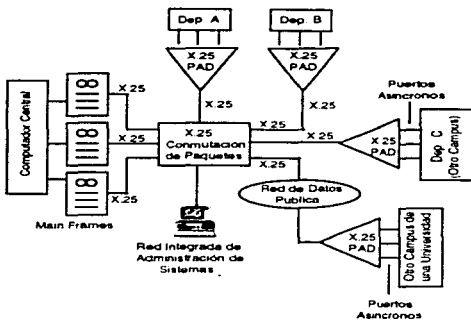 Dep. A
Dep. B
X.25
PAD
X.25
PAD
X.25
X.25
X.25
X.25
X.25
X.25
X.25
Computador Central
Main Frames
X.25
Conmutación
de Paquetes
Puertos
Asincronos
X.25
PAD
Dep C
(Otro Campus)
Red de Datos
Publica
Red Integrada de
Administración de
Sistemas
X.25
PAD
Otro Campus de
una Universidad
Puertos
Asincronos